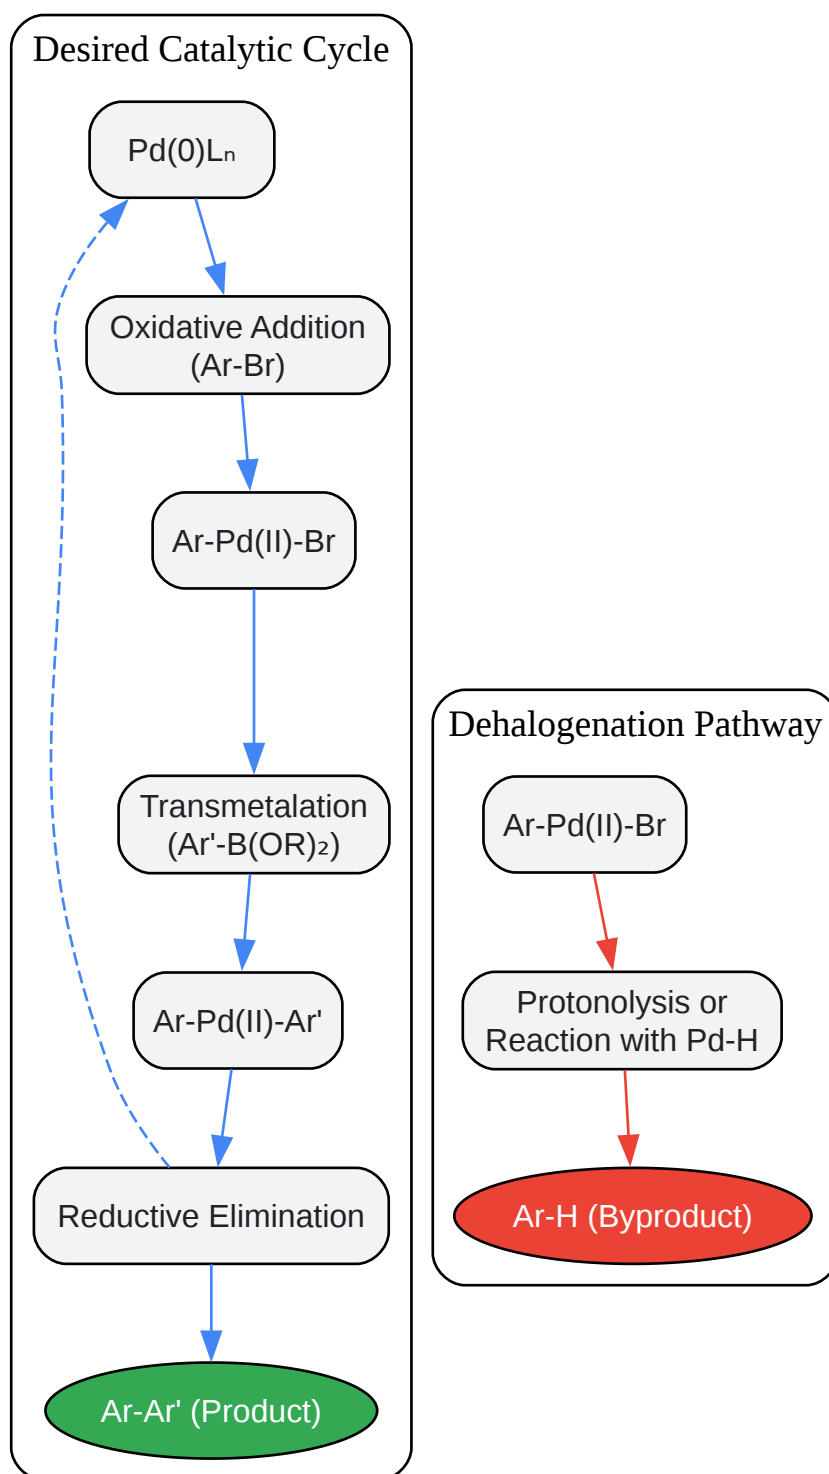 Desired Catalytic Cycle
Pd(0)Lₙ
Oxidative Addition
(Ar-Br)
Ar-Pd(II)-Br
Transmetalation
(Ar'-B(OR)₂)
Ar-Pd(II)-Ar'
Reductive Elimination
Ar-Ar' (Product)
Dehalogenation Pathway
Ar-Pd(II)-Br
Protonolysis or
Reaction with Pd-H
Ar-H (Byproduct)